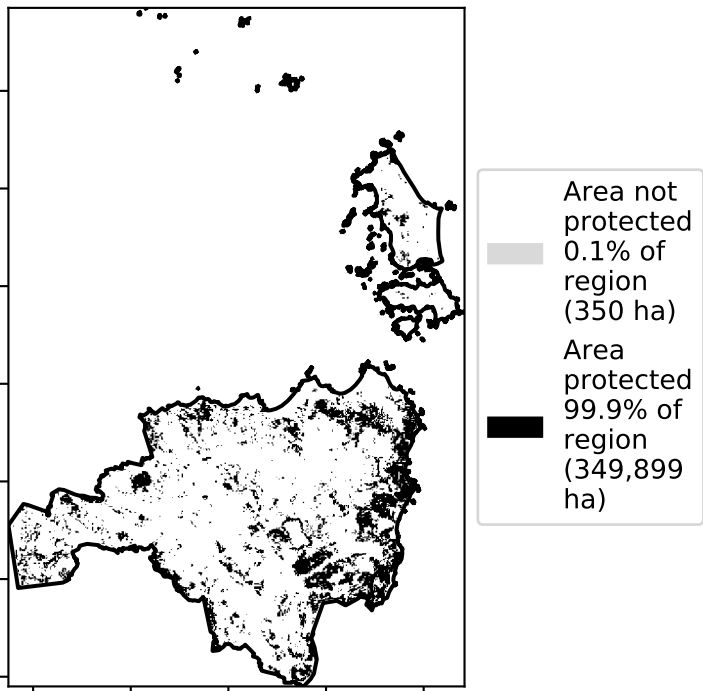 Area not
protected
0.1% of
region
(350 ha)
Area
protected
99.9% of
region
(349,899
ha)